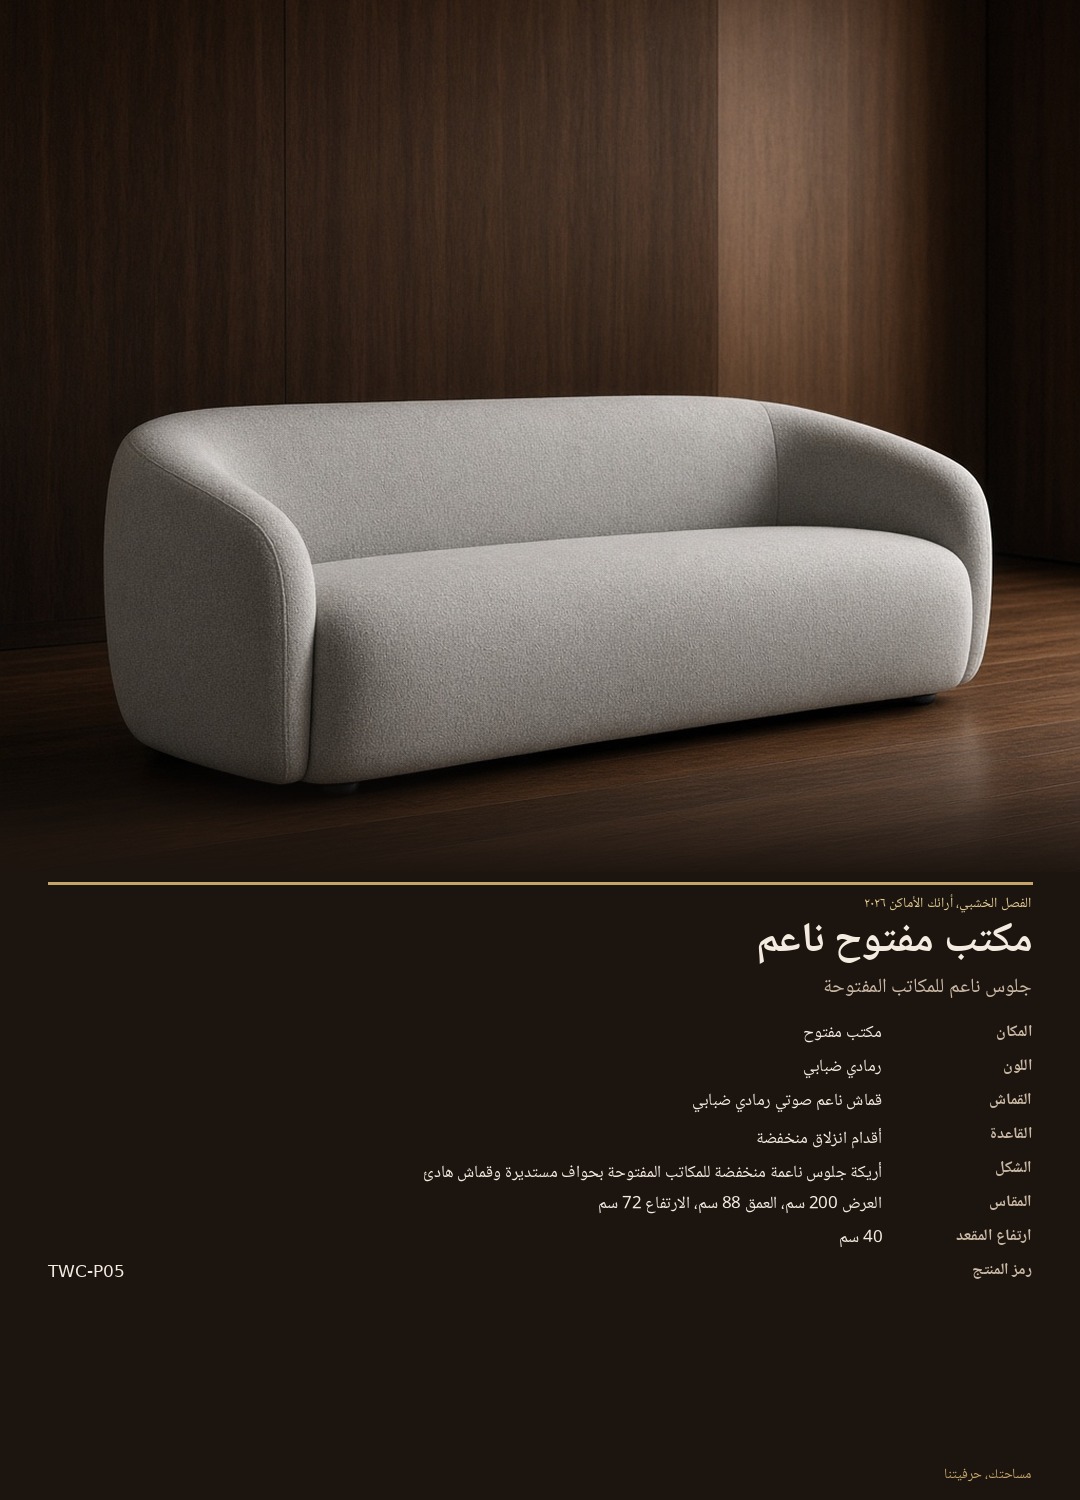 الفصل الخشبي، أرائك الأماكن ٢٠٢٦
مكتب مفتوح ناعم
جلوس ناعم للمكاتب المفتوحة
المكان مكتب مفتوح
اللون رمادي ضبابي
القماش قماش ناعم صوتي رمادي ضبابي
القاعدة أقدام انزلاق منخفضة
الشكل أريكة جلوس ناعمة منخفضة للمكاتب المفتوحة بحواف مستديرة وقماش هادئ
المقاس العرض 200 سم، العمق 88 سم، الارتفاع 72 سم
ارتفاع المقعد 40 سم
رمز المنتج TWC-P05
مساحتك، حرفيتنا